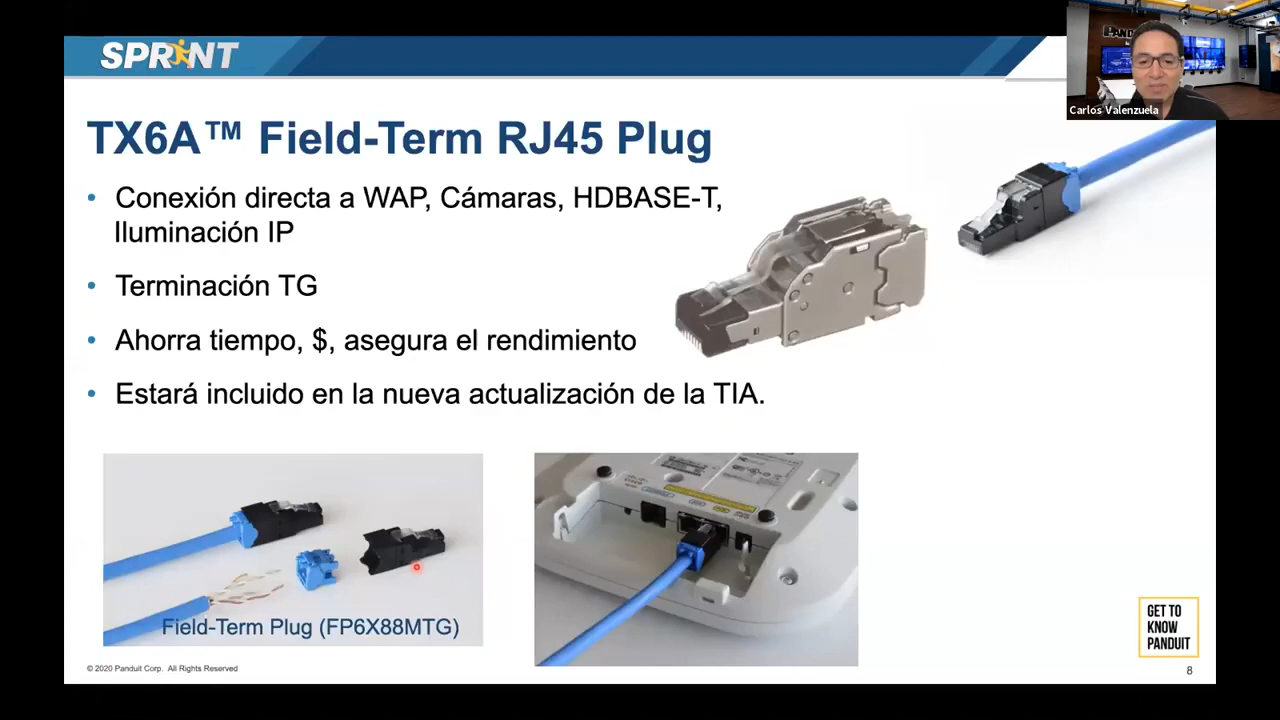 SPRINT
PANDUIT
Carlos Valenzuela
TX6A™ Field-Term RJ45 Plug
• Conexión directa a WAP, Cámaras, HDBASE-T,
Iluminación IP
• Terminación TG
• Ahorra tiempo, $, asegura el rendimiento
• Estará incluido en la nueva actualización de la TIA.
Field-Term Plug (FP6X88MTG)
GET TO
KNOW
PANDUIT
© 2020 Panduit Corp. All Rights Reserved
8